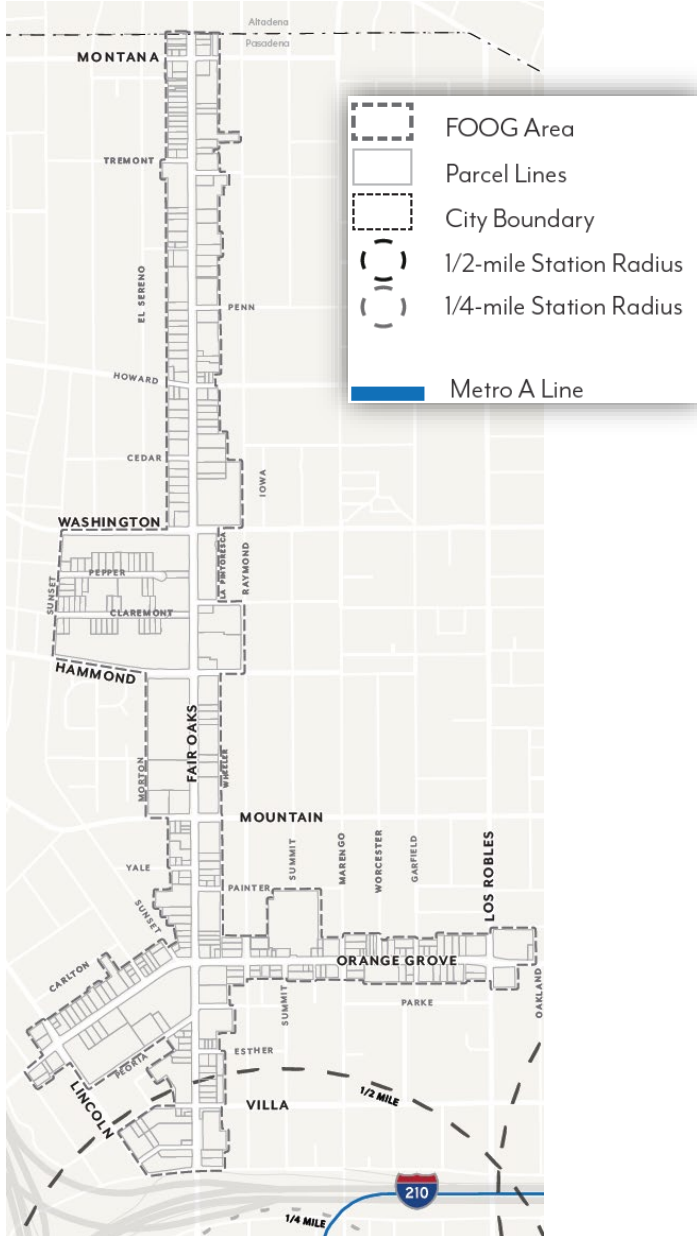 Altadena
Pasadena
MONTANA
FOOG Area
TREMONT
Parcel Lines
City Boundary
1/2-mile Station Radius
EL SERENO
1/4-mile Station Radius
PENN
HOWARD
Metro A Line
CEDAR
IOWA
WASHINGTON
LA PINTORESCA
RAYMOND
PEPPER
SUNSET
CLAREMONT
HAMMOND
FAIR OAKS
MORTON
WHEELER
MOUNTAIN
SUMMIT
MARENGO
WORCESTER
GARFIELD
LOS ROBLES
YALE
PAINTER
SUNSET
ORANGE GROVE
CARLTON
OAKLAND
SUMMIT
PARKE
ESTHER
PEORIA
LINCOLN
1/2 MILE
VILLA
210
1/4 MILE